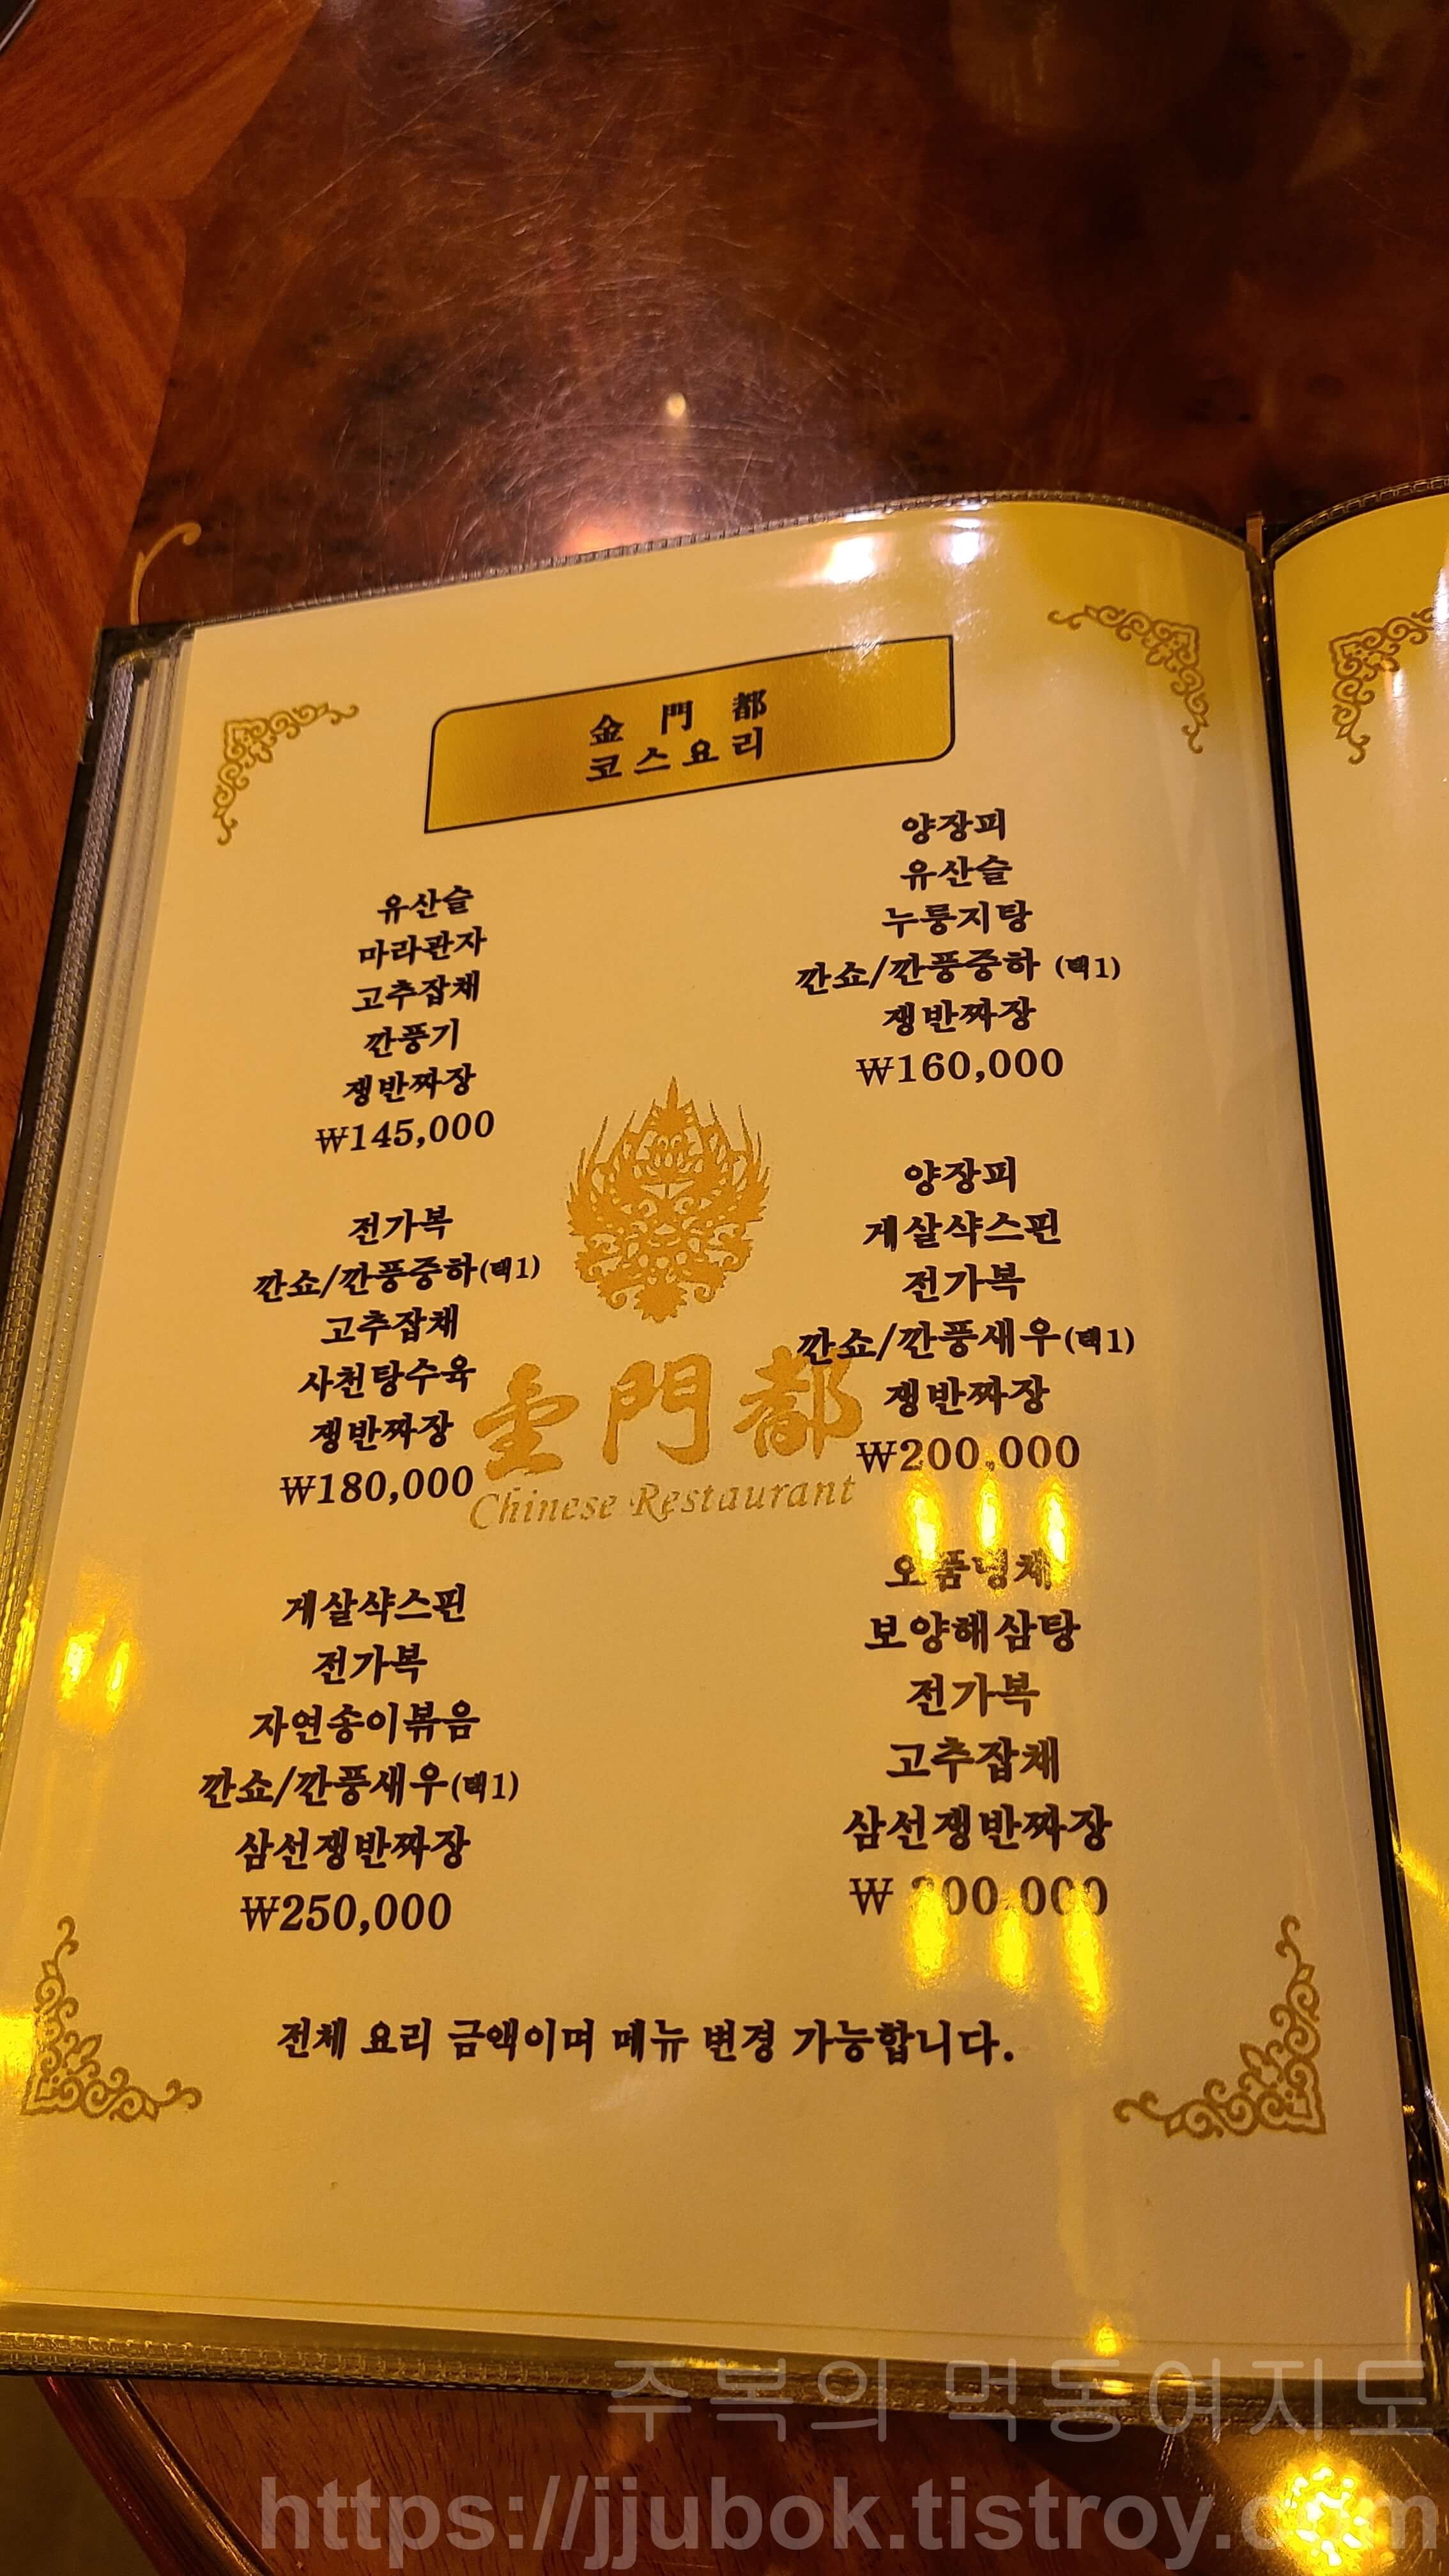 金 門 都
코스요리
유산슬
마라관자
고추잡채
깐풍기
쟁반짜장
₩145,000
양장피
유산슬
누룽지탕
깐쇼/깐풍중하 (택1)
쟁반짜장
₩160,000
전가복
깐쇼/깐풍중하(택1)
고추잡채
사천탕수육
쟁반짜장
₩180,000
양장피
게살샥스핀
전가복
깐쇼/깐풍새우(택1)
쟁반짜장
₩200,000
金門都
Chinese Restaurant
게살샥스핀
전가복
자연송이볶음
깐쇼/깐풍새우(택1)
삼선쟁반짜장
₩250,000
오품냉채
보양해삼탕
전가복
고추잡채
삼선쟁반짜장
전체 요리 금액이며 메뉴 변경 가능합니다.
주복의 먹동여지도
https://jjubok.tistroy.com